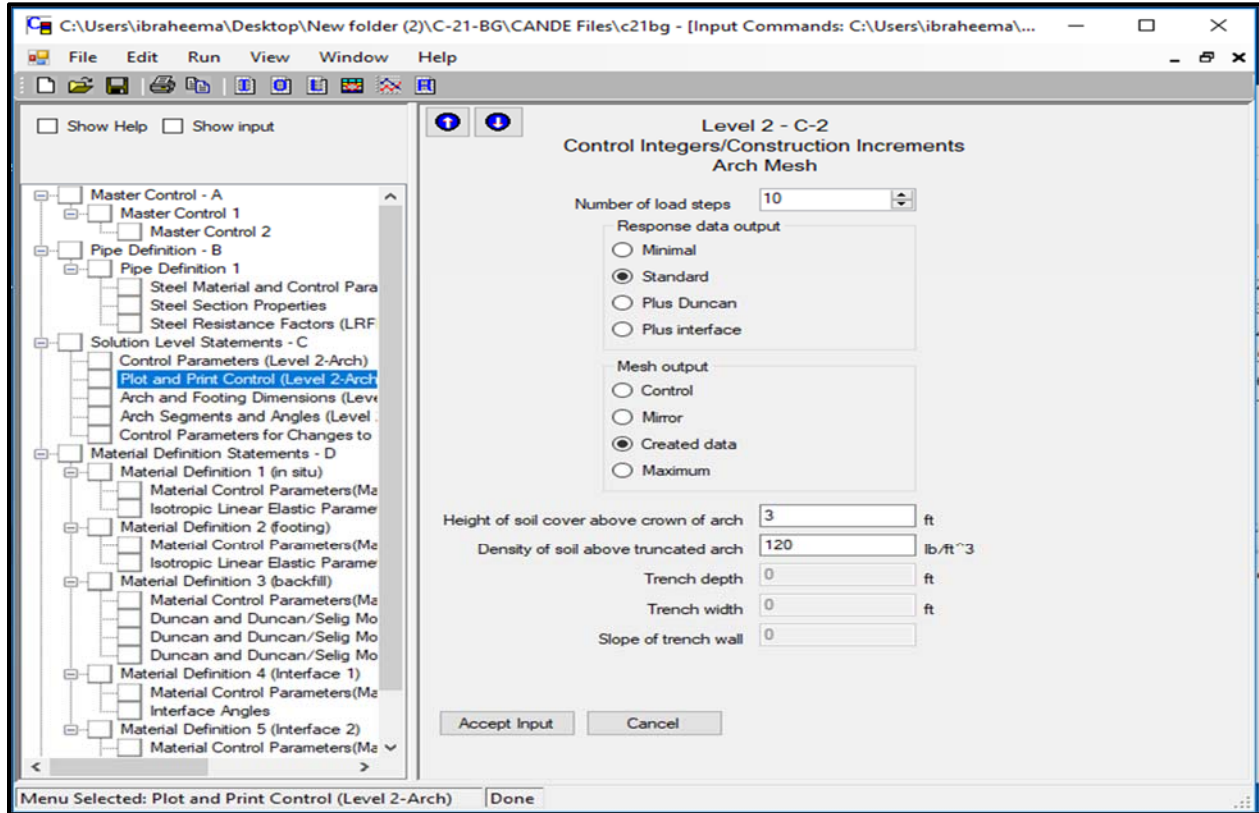 C:\Users\ibraheema\Desktop\New folder (2)\C-21-BG\CANDE Files\c21bg - [Input Commands: C:\Users\ibraheema\...
File Edit Run View Window Help
Show Help Show input
Master Control - A
Master Control 1
Master Control 2
Pipe Definition - B
Pipe Definition 1
Steel Material and Control Para
Steel Section Properties
Steel Resistance Factors (LRF
Solution Level Statements - C
Control Parameters (Level 2-Arch)
Plot and Print Control (Level 2-Arch
Arch and Footing Dimensions (Leve
Arch Segments and Angles (Level
Control Parameters for Changes to
Material Definition Statements - D
Material Definition 1 (in situ)
Material Control Parameters(Ma
Isotropic Linear Elastic Parame
Material Definition 2 (footing)
Material Control Parameters(Ma
Isotropic Linear Elastic Parame
Material Definition 3 (backfill)
Material Control Parameters(Ma
Duncan and Duncan/Selig Mo
Duncan and Duncan/Selig Mo
Duncan and Duncan/Selig Mo
Material Definition 4 (Interface 1)
Material Control Parameters(Ma
Interface Angles
Material Definition 5 (Interface 2)
Material Control Parameters(Ma
Level 2 - C-2
Control Integers/Construction Increments
Arch Mesh
Number of load steps 10
Response data output
Minimal
Standard
Plus Duncan
Plus interface
Mesh output
Control
Mirror
Created data
Maximum
Height of soil cover above crown of arch 3 ft
Density of soil above truncated arch 120 lb/ft^3
Trench depth 0 ft
Trench width 0 ft
Slope of trench wall 0
Accept Input Cancel
Menu Selected: Plot and Print Control (Level 2-Arch) Done